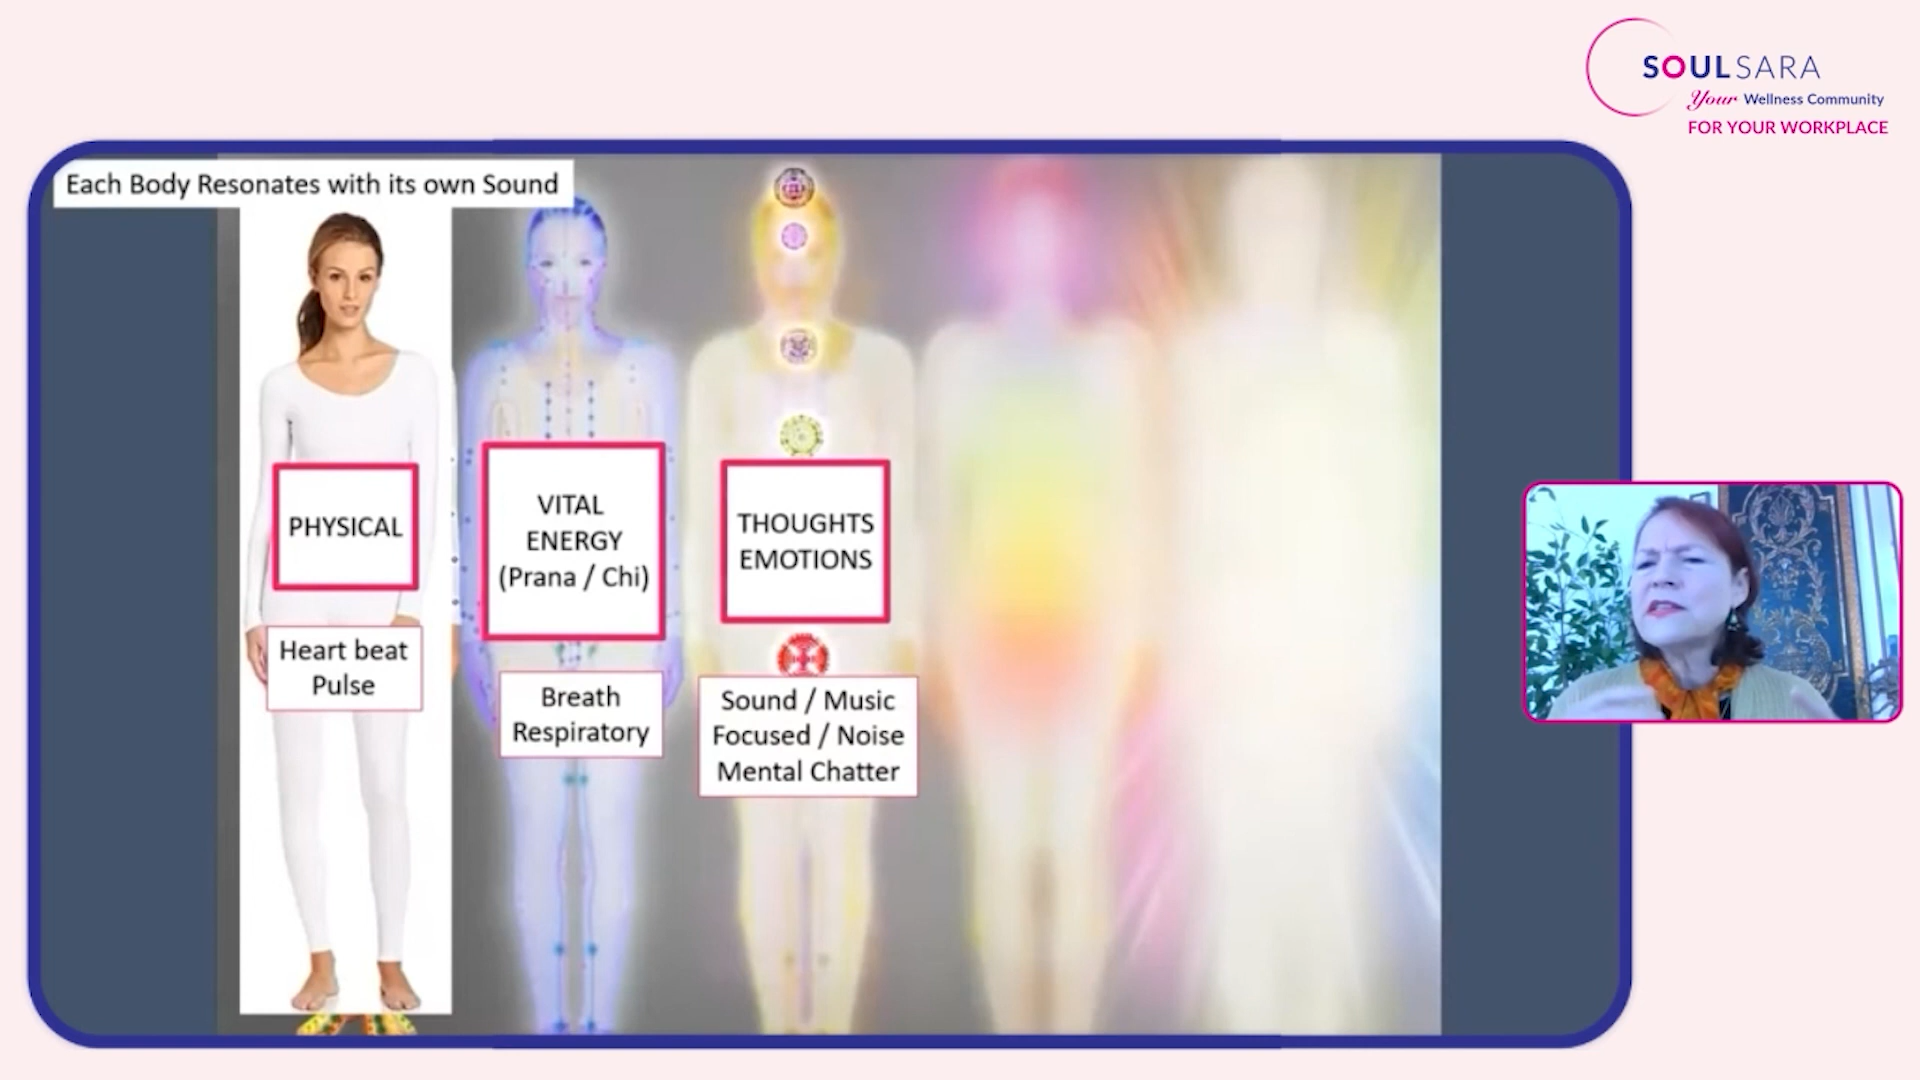 SOULSARA
Your Wellness Community
FOR YOUR WORKPLACE
Each Body Resonates with its own Sound
PHYSICAL
Heart beat
Pulse
VITAL
ENERGY
(Prana / Chi)
Breath
Respiratory
THOUGHTS
EMOTIONS
Sound / Music
Focused / Noise
Mental Chatter